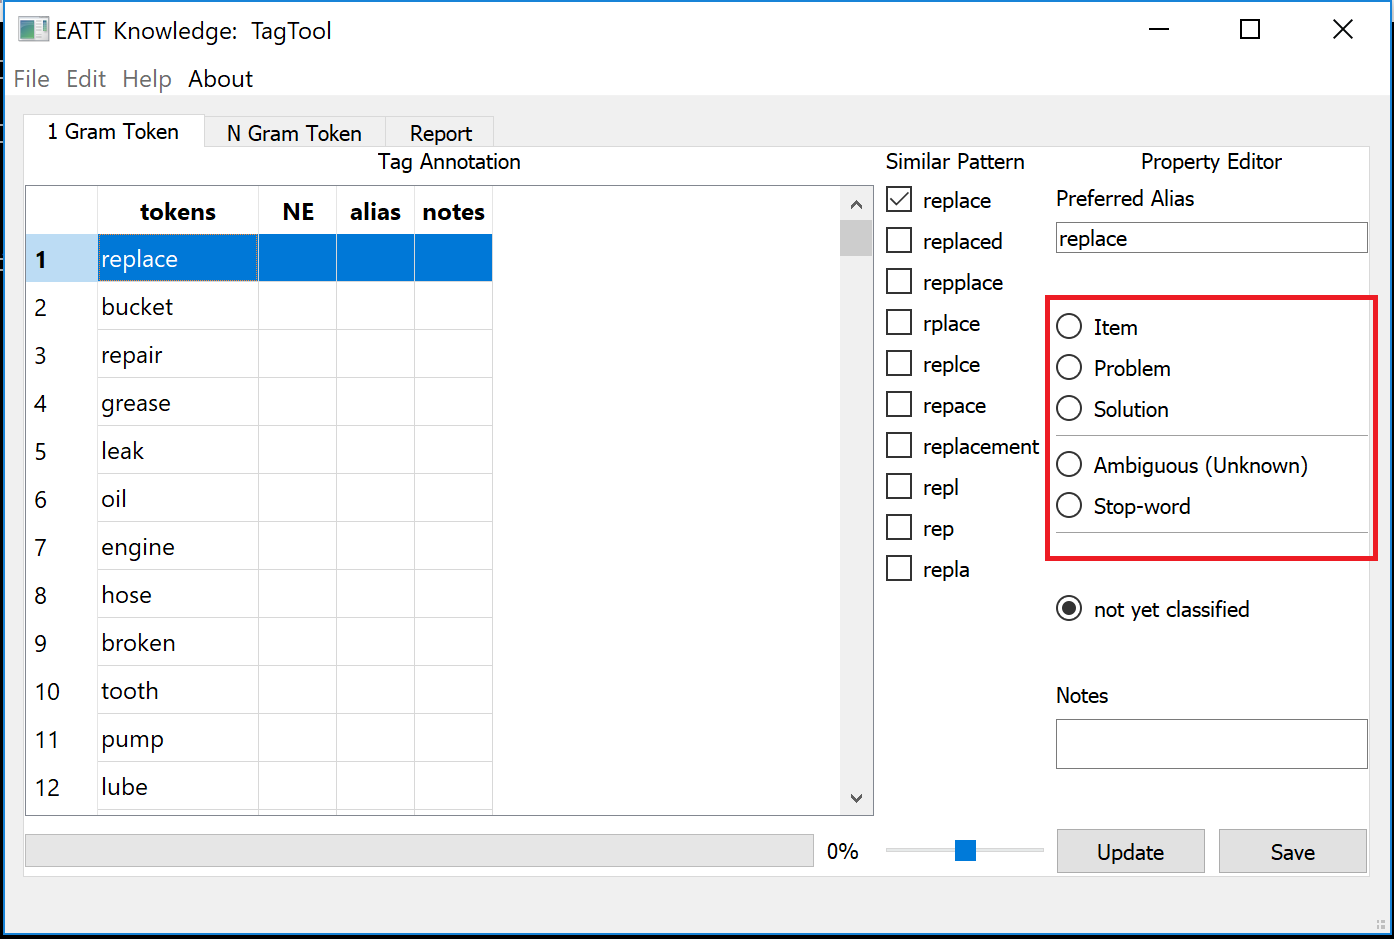 EATT Knowledge: TagTool
File Edit Help About
1 Gram Token N Gram Token Report
Tag Annotation
tokens NE alias notes
1 replace
2 bucket
3 repair
4 grease
5 leak
6 oil
7 engine
8 hose
9 broken
10 tooth
11 pump
12 lube
0%
Similar Pattern
replace
replaced
repplace
rplace
replce
repace
replacement
repl
rep
repla
Property Editor
Preferred Alias
replace
Item
Problem
Solution
Ambiguous (Unknown)
Stop-word
not yet classified
Notes
Update Save